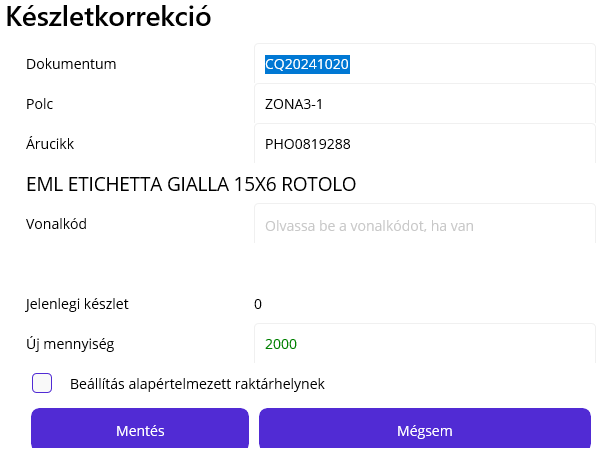 Készletkorrekció
Dokumentum CQ20241020
Polc ZONA3-1
Árucikk PHO0819288
EML ETICHETTA GIALLA 15X6 ROTOLO
Vonalkód Olvassa be a vonalkódot, ha van
Jelenlegi készlet 0
Új mennyiség 2000
Beállítás alapértelmezett raktárhelynek
Mentés Mégsem